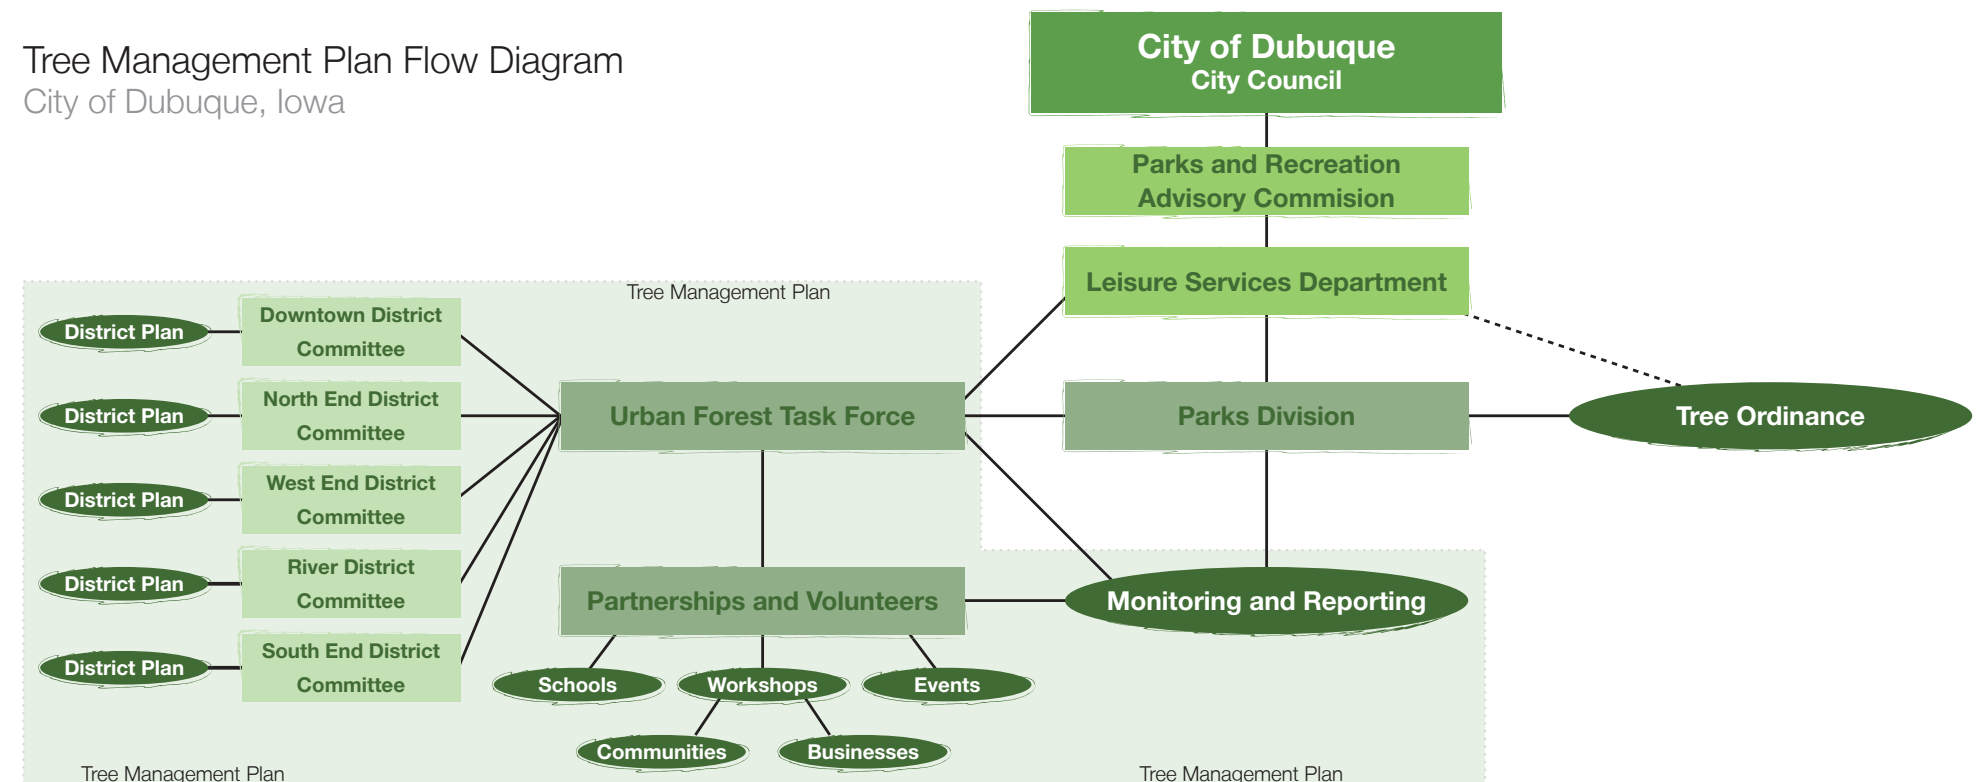 Tree Management Plan Flow Diagram
City of Dubuque, Iowa
City of Dubuque
City Council
Parks and Recreation
Advisory Commision
Leisure Services Department
Tree Management Plan
District Plan
Downtown District
Committee
District Plan
North End District
Committee
Urban Forest Task Force
Parks Division
Tree Ordinance
District Plan
West End District
Committee
District Plan
River District
Committee
Partnerships and Volunteers
Monitoring and Reporting
District Plan
South End District
Committee
Schools
Workshops
Events
Communities
Businesses
Tree Management Plan
Tree Management Plan